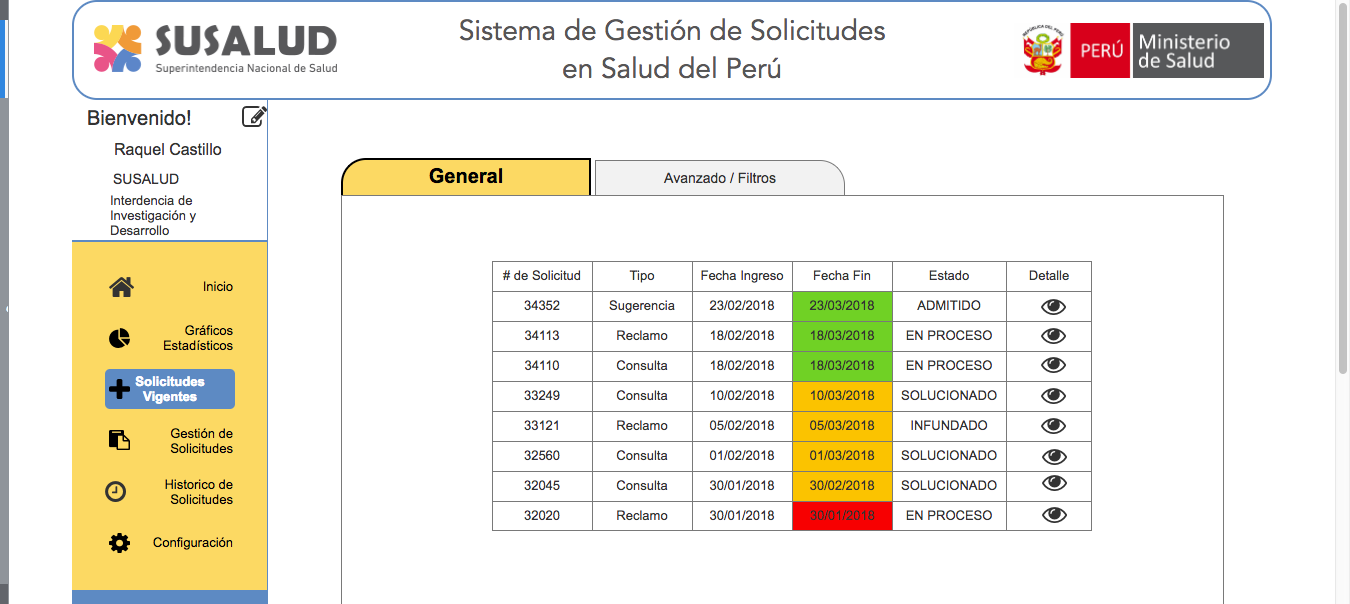 SUSALUD
Superintendencia Nacional de Salud
Sistema de Gestión de Solicitudes
en Salud del Perú
REPUBLICA DEL PERU
PERÚ
Ministerio
de Salud
Bienvenido!
Raquel Castillo
SUSALUD
Interdencia de
Investigación y
Desarrollo
Inicio
Gráficos
Estadísticos
Solicitudes
Vigentes
Gestión de
Solicitudes
Historico de
Solicitudes
Configuración
General
Avanzado / Filtros
# de Solicitud Tipo Fecha Ingreso Fecha Fin Estado Detalle
34352 Sugerencia 23/02/2018 23/03/2018 ADMITIDO
34113 Reclamo 18/02/2018 18/03/2018 EN PROCESO
34110 Consulta 18/02/2018 18/03/2018 EN PROCESO
33249 Consulta 10/02/2018 10/03/2018 SOLUCIONADO
33121 Reclamo 05/02/2018 05/03/2018 INFUNDADO
32560 Consulta 01/02/2018 01/03/2018 SOLUCIONADO
32045 Consulta 30/01/2018 30/02/2018 SOLUCIONADO
32020 Reclamo 30/01/2018 30/01/2018 EN PROCESO